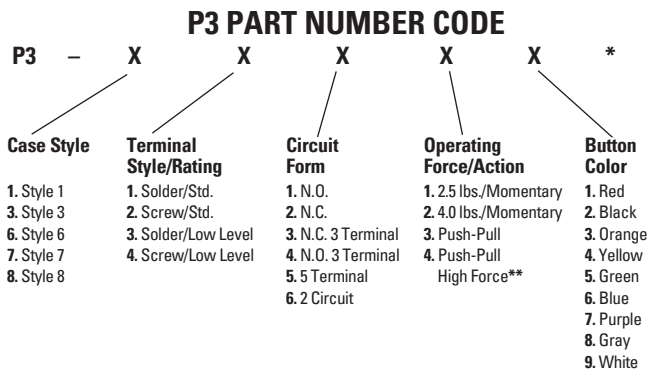 P3 PART NUMBER CODE
P3 – X X X X X *
Case Style
1. Style 1
3. Style 3
6. Style 6
7. Style 7
8. Style 8
Terminal
Style/Rating
1. Solder/Std.
2. Screw/Std.
3. Solder/Low Level
4. Screw/Low Level
Circuit
Form
1. N.O.
2. N.C.
3. N.C. 3 Terminal
4. N.O. 3 Terminal
5. 5 Terminal
6. 2 Circuit
Operating
Force/Action
1. 2.5 lbs./Momentary
2. 4.0 lbs./Momentary
3. Push-Pull
4. Push-Pull
High Force**
Button
Color
1. Red
2. Black
3. Orange
4. Yellow
5. Green
6. Blue
7. Purple
8. Gray
9. White